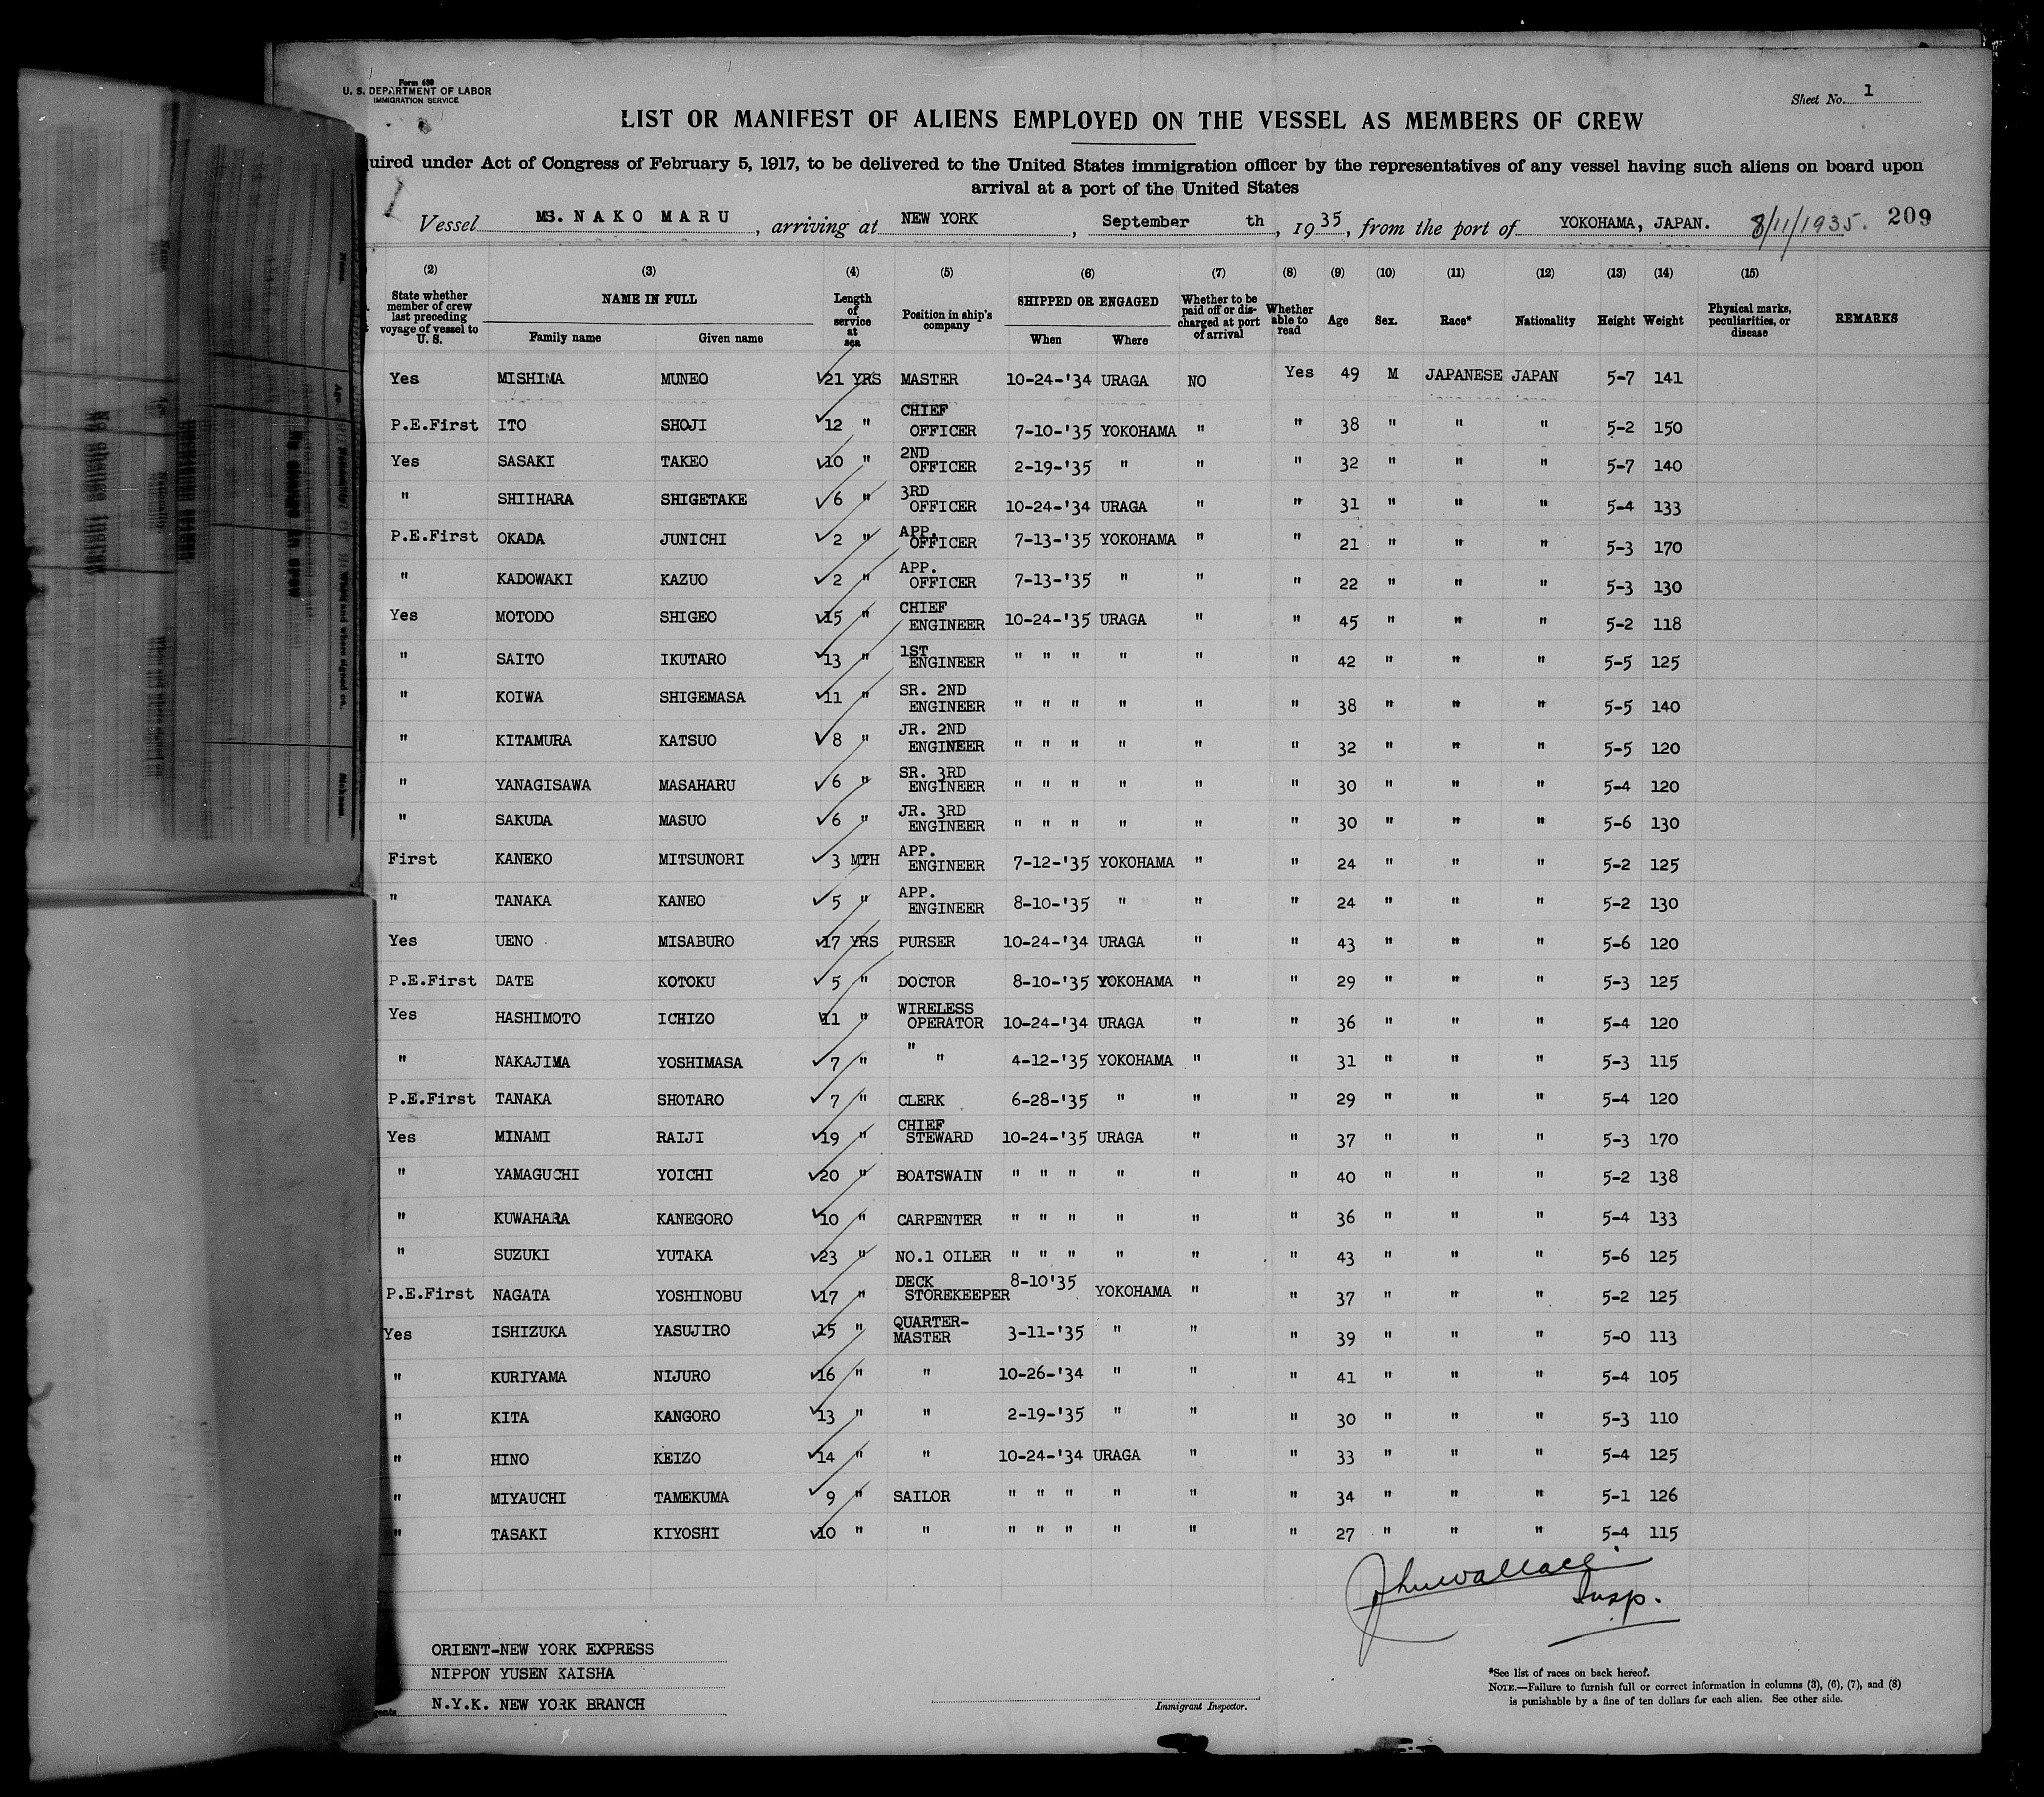 Form 680
U. S. DEPARTMENT OF LABOR
IMMIGRATION SERVICE
Sheet No. 1
LIST OR MANIFEST OF ALIENS EMPLOYED ON THE VESSEL AS MEMBERS OF CREW
uired under Act of Congress of February 5, 1917, to be delivered to the United States immigration officer by the representatives of any vessel having such aliens on board upon
arrival at a port of the United States
Vessel MS. NAKO MARU, arriving at NEW YORK, September th, 1935, from the port of YOKOHAMA, JAPAN. 8/11/1935. 209
(2) (3) (4) (5) (6) (7) (8) (9) (10) (11) (12) (13) (14) (15)
State whether member of crew last preceding voyage of vessel to U. S. NAME IN FULL Family name Given name Length of service at sea Position in ship's company SHIPPED OR ENGAGED When Where Whether to be paid off or discharged at port of arrival Whether able to read Age Sex. Race* Nationality Height Weight Physical marks, peculiarities, or disease REMARKS
Yes MISHIMA MUNEO 21 YRS MASTER 10-24-'34 URAGA NO Yes 49 M JAPANESE JAPAN 5-7 141
P.E.First ITO SHOJI 12 " CHIEF OFFICER 7-10-'35 YOKOHAMA " " 38 " " " 5-2 150
Yes SASAKI TAKEO 10 " 2ND OFFICER 2-19-'35 " " " 32 " " " 5-7 140
" SHIIHARA SHIGETAKE 6 " 3RD OFFICER 10-24-'34 URAGA " " 31 " " " 5-4 133
P.E.First OKADA JUNICHI 2 " APP. OFFICER 7-13-'35 YOKOHAMA " " 21 " " " 5-3 170
" KADOWAKI KAZUO 2 " APP. OFFICER 7-13-'35 " " " 22 " " " 5-3 130
Yes MOTODO SHIGEO 15 " CHIEF ENGINEER 10-24-'35 URAGA " " 45 " " " 5-2 118
" SAITO IKUTARO 13 " 1ST ENGINEER " " " " " " 42 " " " 5-5 125
" KOIWA SHIGEMASA 11 " SR. 2ND ENGINEER " " " " " " 38 " " " 5-5 140
" KITAMURA KATSUO 8 " JR. 2ND ENGINEER " " " " " " 32 " " " 5-5 120
" YANAGISAWA MASAHARU 6 " SR. 3RD ENGINEER " " " " " " 30 " " " 5-4 120
" SAKUDA MASUO 6 " JR. 3RD ENGINEER " " " " " " 30 " " " 5-6 130
First KANEKO MITSUNORI 3 MTH APP. ENGINEER 7-12-'35 YOKOHAMA " " 24 " " " 5-2 125
" TANAKA KANEO 5 " APP. ENGINEER 8-10-'35 " " " 24 " " " 5-2 130
Yes UENO MISABURO 17 YRS PURSER 10-24-'34 URAGA " " 43 " " " 5-6 120
P.E.First DATE KOTOKU 5 " DOCTOR 8-10-'35 YOKOHAMA " " 29 " " " 5-3 125
Yes HASHIMOTO ICHIZO 11 " WIRELESS OPERATOR 10-24-'34 URAGA " " 36 " " " 5-4 120
" NAKAJIMA YOSHIMASA 7 " " " 4-12-'35 YOKOHAMA " " 31 " " " 5-3 115
P.E.First TANAKA SHOTARO 7 " CLERK 6-28-'35 " " " 29 " " " 5-4 120
Yes MINAMI RAIJI 19 " CHIEF STEWARD 10-24-'35 URAGA " " 37 " " " 5-3 170
" YAMAGUCHI YOICHI 20 " BOATSWAIN " " " " " " 40 " " " 5-2 138
" KUWAHARA KANEGORO 10 " CARPENTER " " " " " " 36 " " " 5-4 133
" SUZUKI YUTAKA 23 " NO.1 OILER " " " " " " 43 " " " 5-6 125
P.E.First NAGATA YOSHINOBU 17 " DECK STOREKEEPER 8-10'35 YOKOHAMA " " 37 " " " 5-2 125
Yes ISHIZUKA YASUJIRO 15 " QUARTER-MASTER 3-11-'35 " " " 39 " " " 5-0 113
" KURIYAMA NIJURO 16 " " 10-26-'34 " " " 41 " " " 5-4 105
" KITA KANGORO 13 " " 2-19-'35 " " " 30 " " " 5-3 110
" HINO KEIZO 14 " " 10-24-'34 URAGA " " 33 " " " 5-4 125
" MIYAUCHI TAMEKUMA 9 " SAILOR " " " " " " 34 " " " 5-1 126
" TASAKI KIYOSHI 10 " " " " " " " " 27 " " " 5-4 115
Jhn Wallace
Insp.
ORIENT-NEW YORK EXPRESS
NIPPON YUSEN KAISHA
N.Y.K. NEW YORK BRANCH
gents
Immigrant Inspector.
*See list of races on back hereof.
NOTE.—Failure to furnish full or correct information in columns (3), (6), (7), and (8)
is punishable by a fine of ten dollars for each alien. See other side.